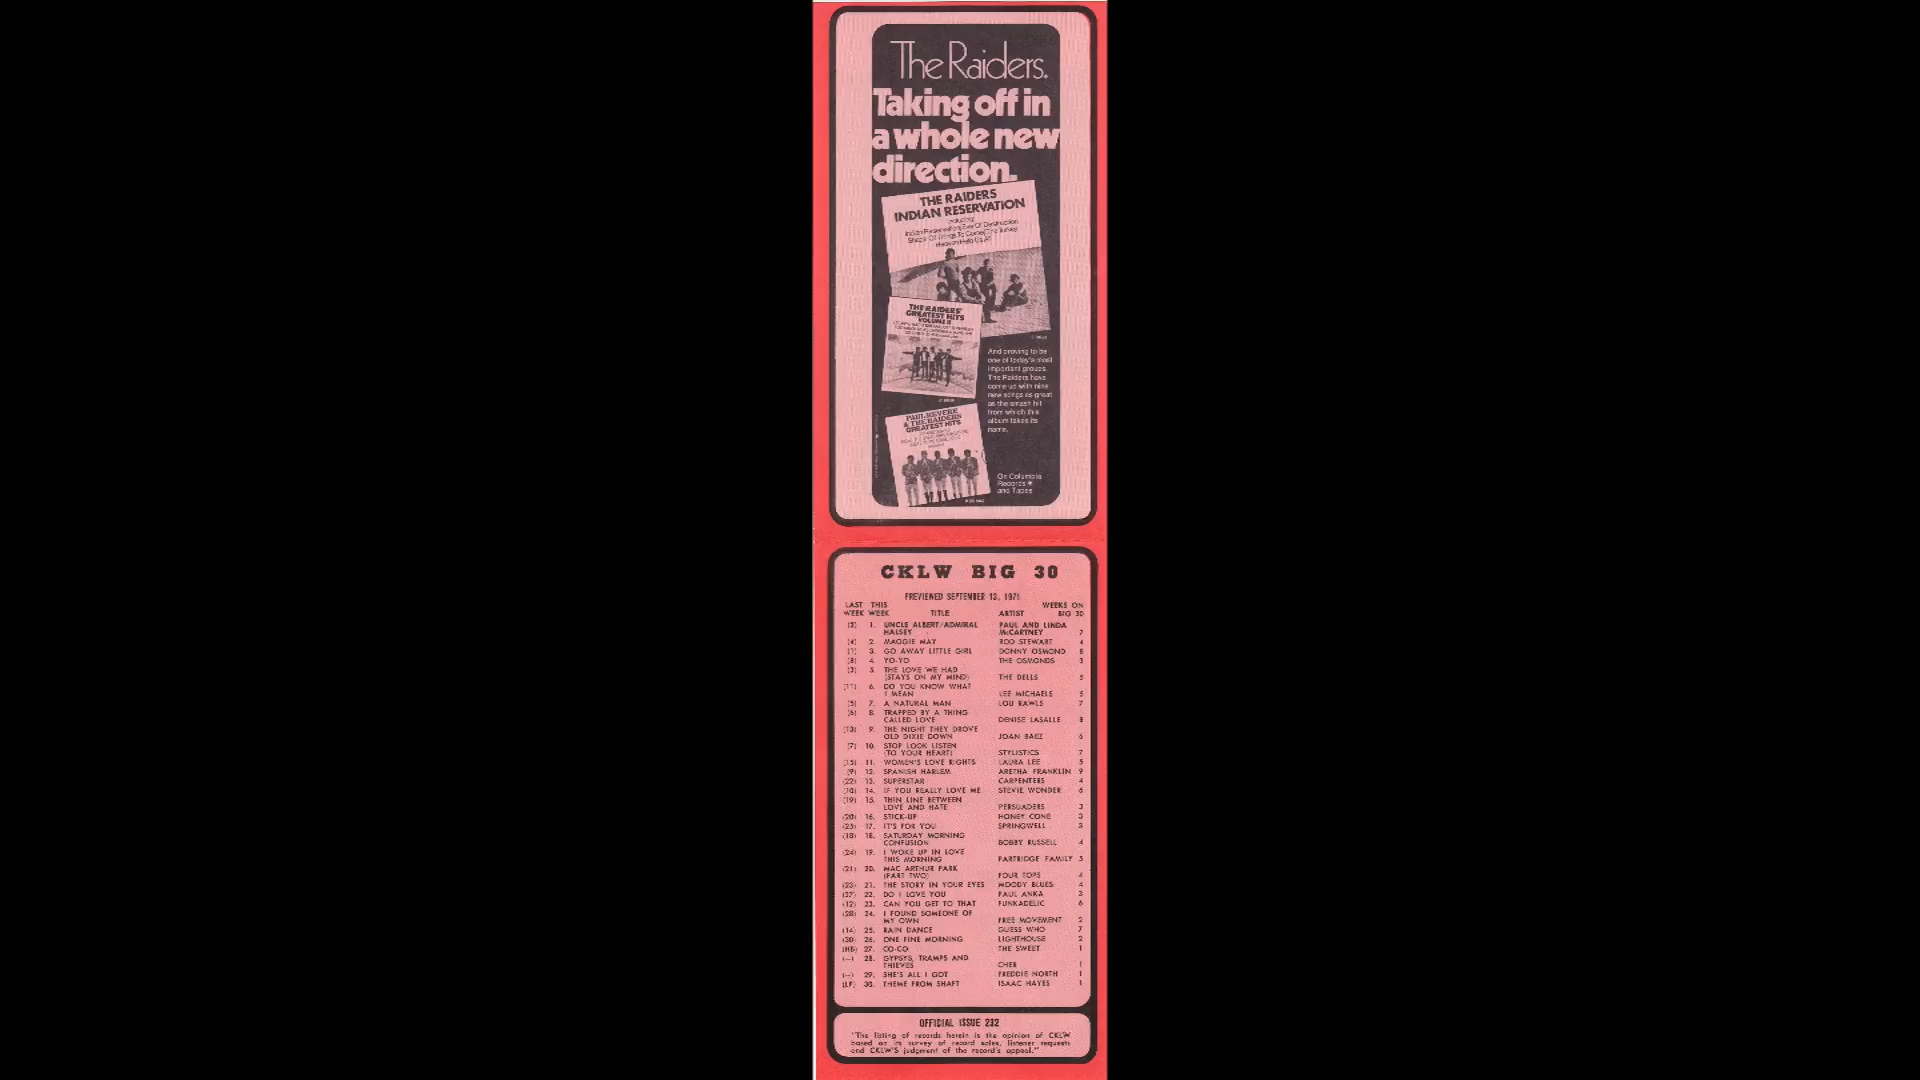 The Raiders.
Taking off in
a whole new
direction.
THE RAIDERS
INDIAN RESERVATION
Including:
THE RAIDERS'
GREATEST HITS
VOLUME II
And proving to be
one of today's most
important groups.
The Raiders have
come up with nine
new songs as great
as the smash hit
from which this
album takes its
name.
PAUL REVERE
& THE RAIDERS
GREATEST HITS
On Columbia
Records
and Tapes
CKLW BIG 30
PREVIEWED SEPTEMBER 13, 1971
LAST THIS WEEKS ON
WEEK WEEK TITLE ARTIST BIG 30
(2) 1. UNCLE ALBERT/ADMIRAL PAUL AND LINDA
HALSEY McCARTNEY 7
(4) 2. MAGGIE MAY ROD STEWART 4
(1) 3. GO AWAY LITTLE GIRL DONNY OSMOND 8
(8) 4. YO-YO THE OSMONDS 3
(3) 5. THE LOVE WE HAD
(STAYS ON MY MIND) THE DELLS 5
(11) 6. DO YOU KNOW WHAT
I MEAN LEE MICHAELS 5
(5) 7. A NATURAL MAN LOU RAWLS 7
(6) 8. TRAPPED BY A THING
CALLED LOVE DENISE LASALLE 8
(13) 9. THE NIGHT THEY DROVE
OLD DIXIE DOWN JOAN BAEZ 6
(7) 10. STOP LOOK LISTEN
(TO YOUR HEART) STYLISTICS 7
(15) 11. WOMEN'S LOVE RIGHTS LAURA LEE 5
(9) 12. SPANISH HARLEM ARETHA FRANKLIN 9
(22) 13. SUPERSTAR CARPENTERS 4
(10) 14. IF YOU REALLY LOVE ME STEVIE WONDER 6
(19) 15. THIN LINE BETWEEN
LOVE AND HATE PERSUADERS 3
(20) 16. STICK-UP HONEY CONE 3
(25) 17. IT'S FOR YOU SPRINGWELL 3
(18) 18. SATURDAY MORNING
CONFUSION BOBBY RUSSELL 4
(24) 19. I WOKE UP IN LOVE
THIS MORNING PARTRIDGE FAMILY 5
(21) 20. MAC ARTHUR PARK
(PART TWO) FOUR TOPS 4
(23) 21. THE STORY IN YOUR EYES MOODY BLUES 4
(27) 22. DO I LOVE YOU PAUL ANKA 3
(12) 23. CAN YOU GET TO THAT FUNKADELIC 6
(28) 24. I FOUND SOMEONE OF
MY OWN FREE MOVEMENT 2
(14) 25. RAIN DANCE GUESS WHO 7
(30) 26. ONE FINE MORNING LIGHTHOUSE 2
(HB) 27. CO-CO THE SWEET 1
(—) 28. GYPSYS, TRAMPS AND
THIEVES CHER 1
(—) 29. SHE'S ALL I GOT FREDDIE NORTH 1
(LP) 30. THEME FROM SHAFT ISAAC HAYES 1
OFFICIAL ISSUE 232
"The listing of records herein is the opinion of CKLW
based on its survey of record sales, listener requests
and CKLW'S judgment of the record's appeal."